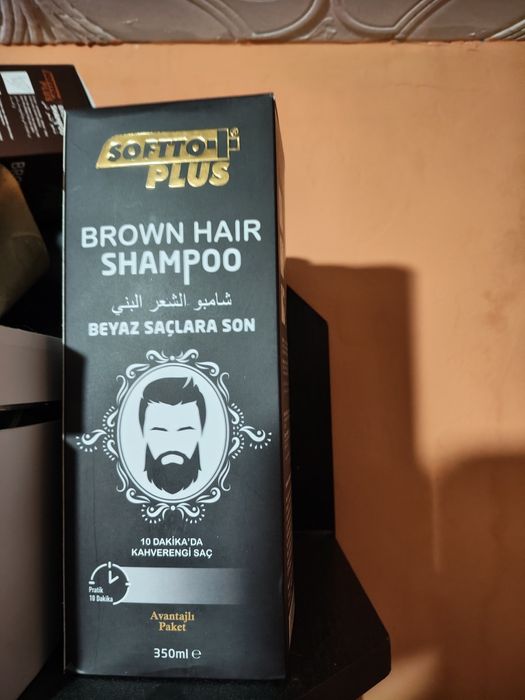 SOFTTO+®
PLUS
BROWN HAIR
SHAMPOO
شامبو الشعر البني
BEYAZ SAÇLARA SON
10 DAKİKA'DA
KAHVERENGİ SAÇ
Pratik
10 Dakika
Avantajlı
Paket
350ml ℮